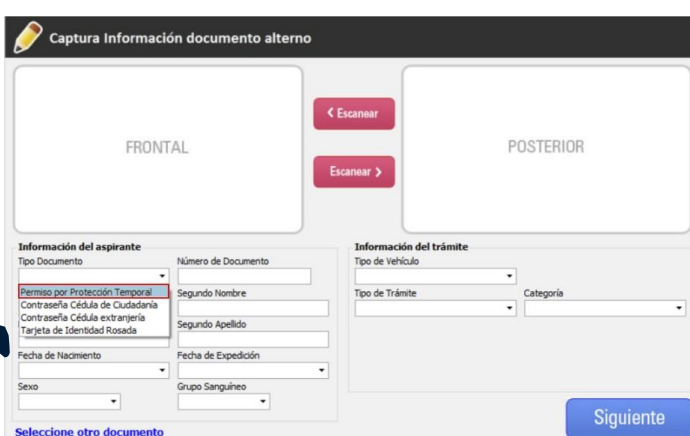 Captura Información documento alterno
FRONTAL
< Escanear
Escanear >
POSTERIOR
Información del aspirante
Tipo Documento
Número de Documento
Permiso por Protección Temporal
Contraseña Cédula de Ciudadanía
Contraseña Cédula extranjería
Tarjeta de Identidad Rosada
Segundo Nombre
Segundo Apellido
Fecha de Nacimiento
Fecha de Expedición
Sexo
Grupo Sanguíneo
Información del trámite
Tipo de Vehículo
Tipo de Trámite
Categoría
Seleccione otro documento
Siguiente